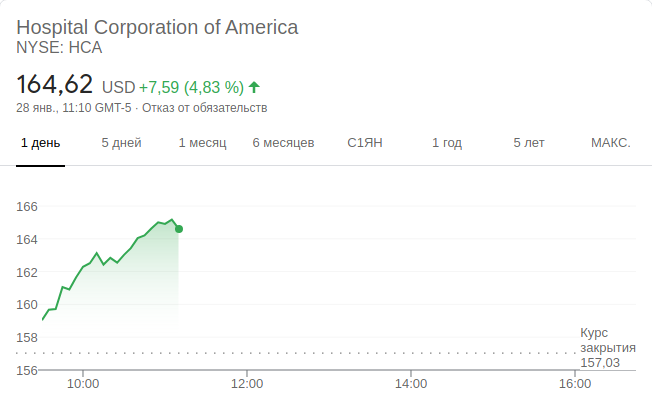 Hospital Corporation of America
NYSE: HCA
164,62 USD +7,59 (4,83 %)
28 янв., 11:10 GMT-5 · Отказ от обязательств
1 день 5 дней 1 месяц 6 месяцев С1ЯН 1 год 5 лет МАКС.
166
164
162
160
158
Курс
закрытия
157,03
156
10:00 12:00 14:00 16:00